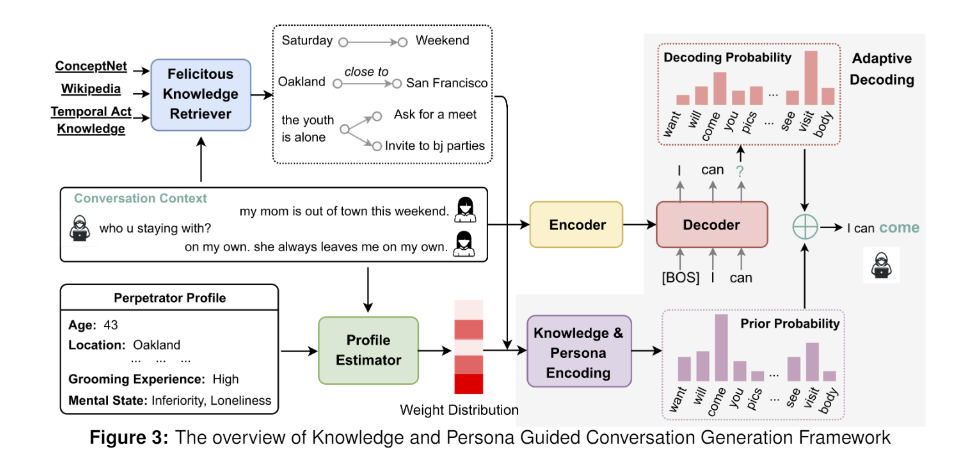 ConceptNet
Wikipedia
Temporal Act
Knowledge
Felicitous
Knowledge
Retriever
Saturday
Weekend
Oakland
close to
San Francisco
the youth
is alone
Ask for a meet
Invite to bj parties
Conversation Context
my mom is out of town this weekend.
who u staying with?
on my own. she always leaves me on my own.
Perpetrator Profile
Age: 43
Location: Oakland
... ... ...
Grooming Experience: High
Mental State: Inferiority, Loneliness
Profile
Estimator
Weight Distribution
Encoder
Decoder
I can ?
[BOS] I can
Decoding Probability
want will come you pics ... see visit body
...
Adaptive
Decoding
I can come
Knowledge &
Persona
Encoding
Prior Probability
...
want will come you pics ... see visit body
Figure 3: The overview of Knowledge and Persona Guided Conversation Generation Framework